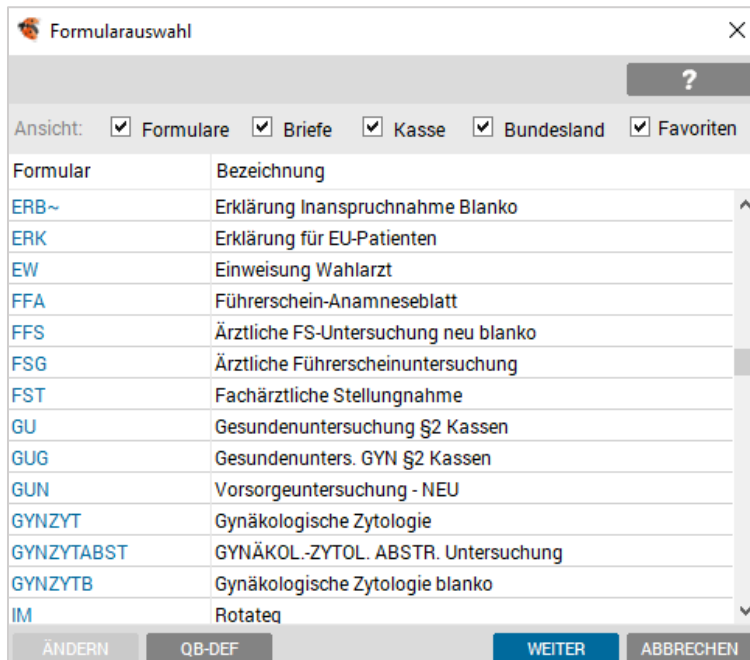 Formularauswahl
?
Ansicht: Formulare Briefe Kasse Bundesland Favoriten
Formular Bezeichnung
ERB~ Erklärung Inanspruchnahme Blanko
ERK Erklärung für EU-Patienten
EW Einweisung Wahlarzt
FFA Führerschein-Anamneseblatt
FFS Ärztliche FS-Untersuchung neu blanko
FSG Ärztliche Führerscheinuntersuchung
FST Fachärztliche Stellungnahme
GU Gesundenuntersuchung §2 Kassen
GUG Gesundenunters. GYN §2 Kassen
GUN Vorsorgeuntersuchung - NEU
GYNZYT Gynäkologische Zytologie
GYNZYTABST GYNÄKOL.-ZYTOL. ABSTR. Untersuchung
GYNZYTB Gynäkologische Zytologie blanko
IM Rotateq
ÄNDERN QB-DEF WEITER ABBRECHEN